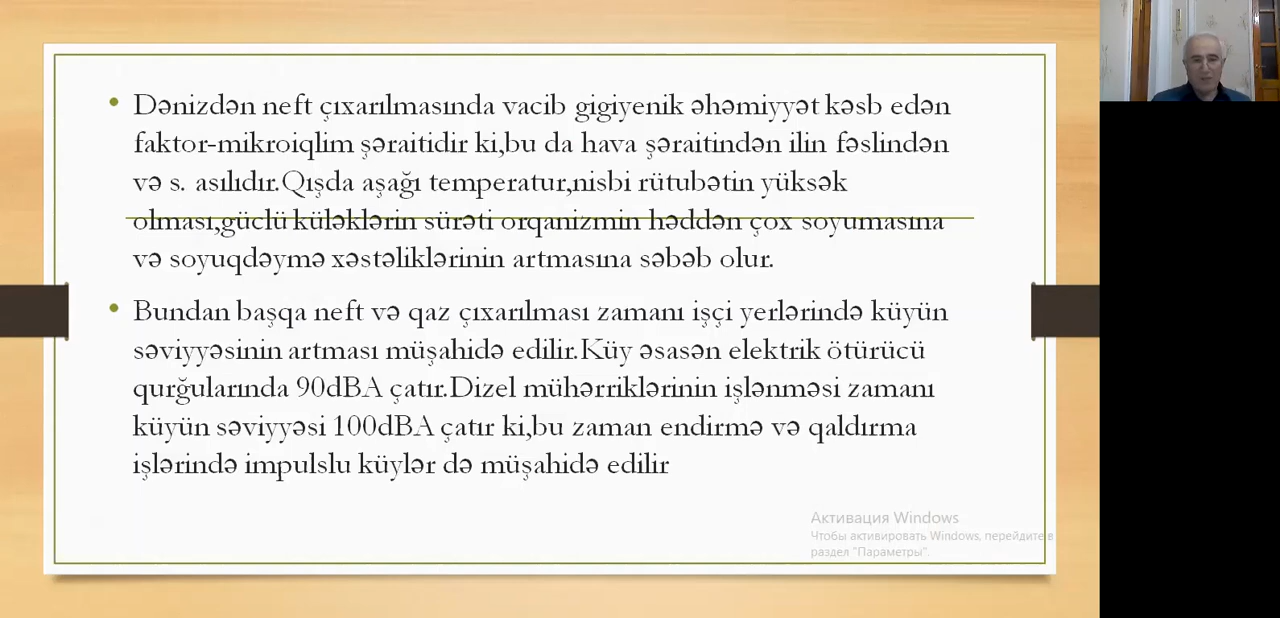 Dənizdən neft çıxarılmasında vacib gigiyenik əhəmiyyət kəsb edən
faktor-mikroiqlim şəraitidir ki,bu da hava şəraitindən ilin fəslindən
və s. asılıdır.Qışda aşağı temperatur,nisbi rütubətin yüksək
olması,güclü küləklərin sürəti orqanizmin həddən çox soyumasına
və soyuqdəymə xəstəliklərinin artmasına səbəb olur.
Bundan başqa neft və qaz çıxarılması zamanı işçi yerlərində küyün
səviyyəsinin artması müşahidə edilir.Küy əsasən elektrik ötürücü
qurğularında 90dBA çatır.Dizel mühərriklərinin işlənməsi zamanı
küyün səviyyəsi 100dBA çatır ki,bu zaman endirmə və qaldırma
işlərində impulslu küylər də müşahidə edilir
Активация Windows
Чтобы активировать Windows, перейдите в
раздел "Параметры".